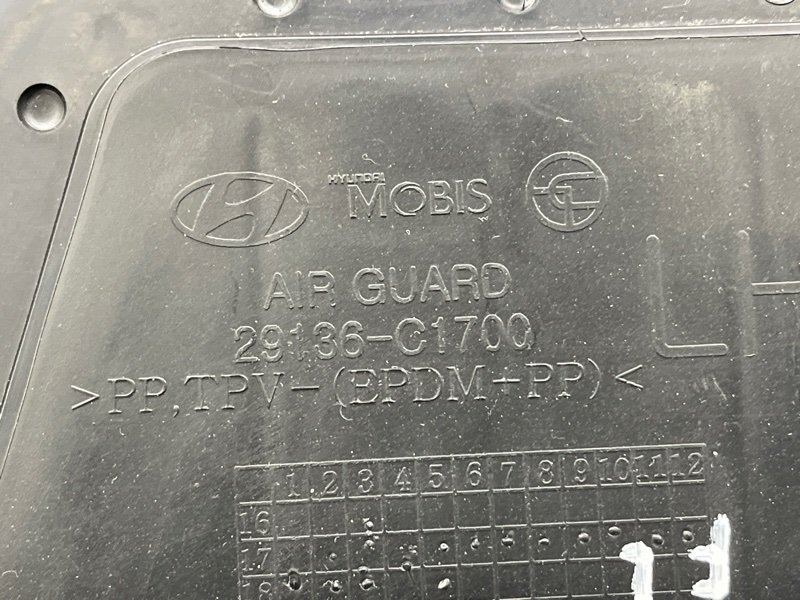 HYUNDAI
MOBIS
AIR GUARD
29136-C1700
>PP,TPV-(EPDM+PP)<
1 2 3 4 5 6 7 8 9 10 11 12
16
17
18